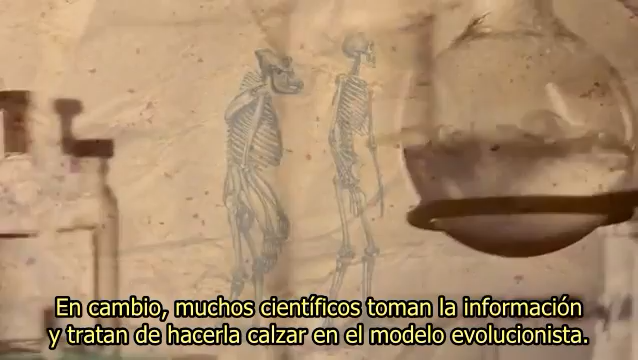 En cambio, muchos científicos toman la información
y tratan de hacerla calzar en el modelo evolucionista.